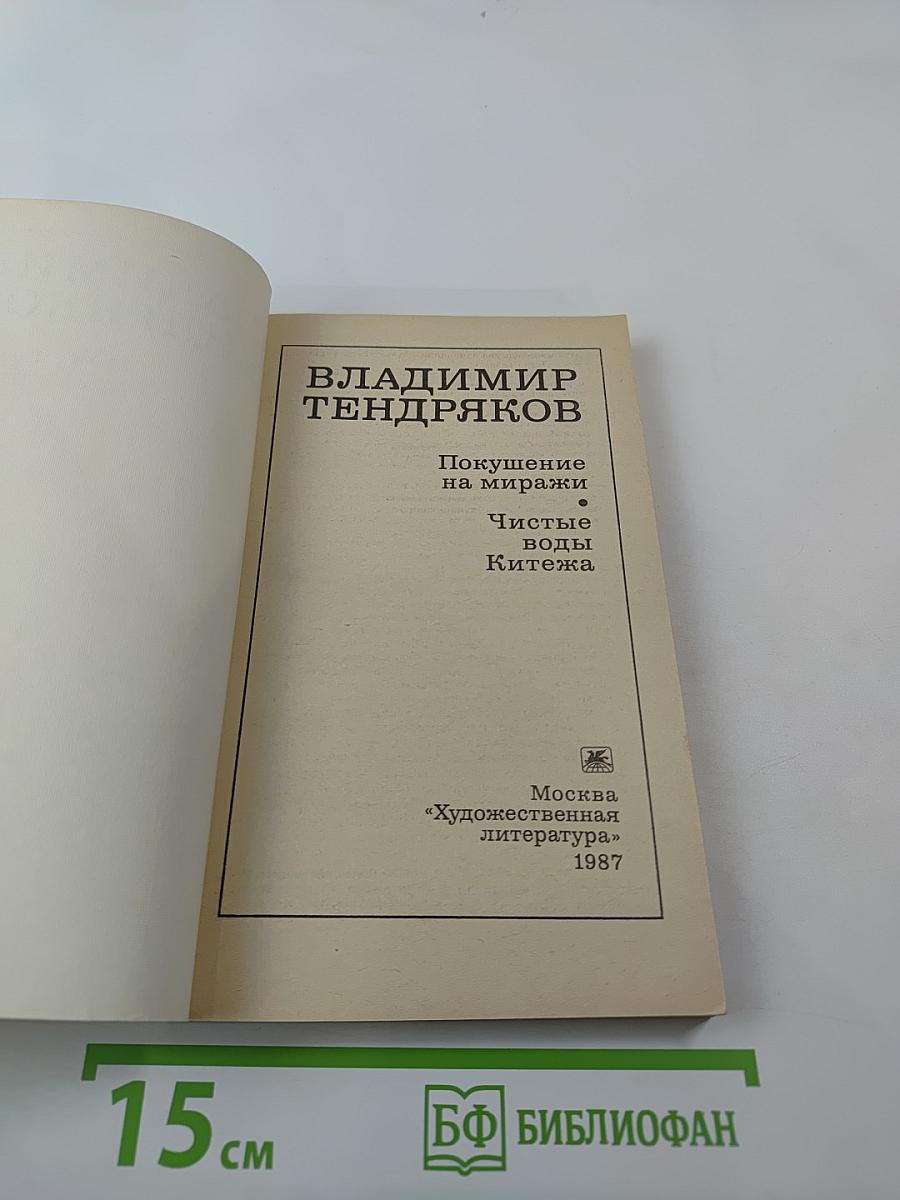 ВЛАДИМИР
ТЕНДРЯКОВ
Покушение
на миражи
•
Чистые
воды
Китежа
Москва
«Художественная
литература»
1987
15 см
БФ БИБЛИОФАН